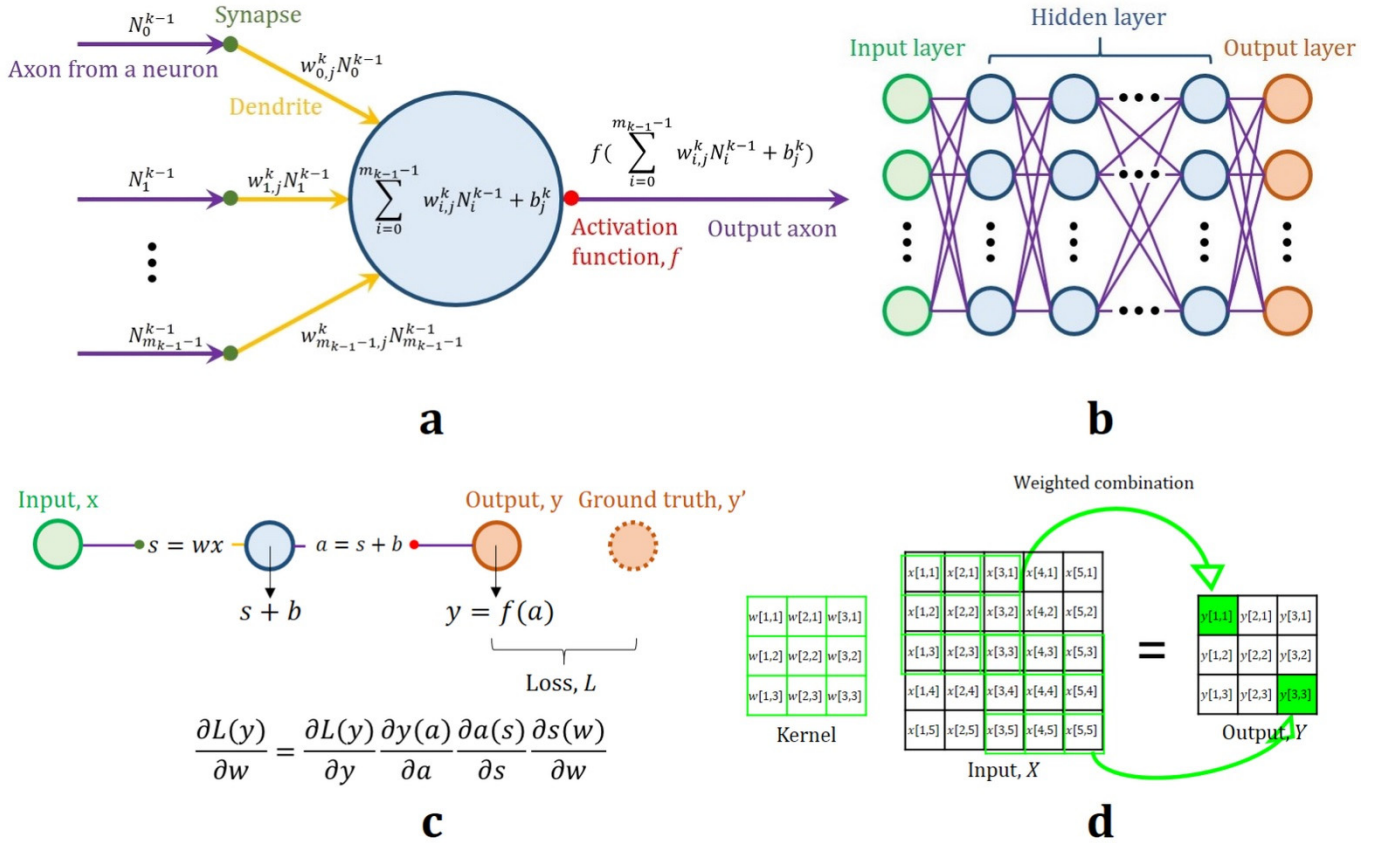 N_0^{k-1}
Synapse
Axon from a neuron
w_{0,j}^k N_0^{k-1}
Dendrite
N_1^{k-1}
w_{1,j}^k N_1^{k-1}
\sum_{i=0}^{m_{k-1}-1} w_{i,j}^k N_i^{k-1} + b_j^k
f( \sum_{i=0}^{m_{k-1}-1} w_{i,j}^k N_i^{k-1} + b_j^k)
Activation
function, f
Output axon
N_{m_{k-1}-1}^{k-1}
w_{m_{k-1}-1,j}^k N_{m_{k-1}-1}^{k-1}
a
Hidden layer
Input layer
Output layer
b
Input, x
Output, y
Ground truth, y'
s = wx
a = s + b
s + b
y = f(a)
Loss, L
∂L(y)/∂w = ∂L(y)/∂y ∂y(a)/∂a ∂a(s)/∂s ∂s(w)/∂w
c
Weighted combination
w[1,1] w[2,1] w[3,1]
w[1,2] w[2,2] w[3,2]
w[1,3] w[2,3] w[3,3]
Kernel
x[1,1] x[2,1] x[3,1] x[4,1] x[5,1]
x[1,2] x[2,2] x[3,2] x[4,2] x[5,2]
x[1,3] x[2,3] x[3,3] x[4,3] x[5,3]
x[1,4] x[2,4] x[3,4] x[4,4] x[5,4]
x[1,5] x[2,5] x[3,5] x[4,5] x[5,5]
Input, X
=
y[1,1] y[2,1] y[3,1]
y[1,2] y[2,2] y[3,2]
y[1,3] y[2,3] y[3,3]
Output, Y
d